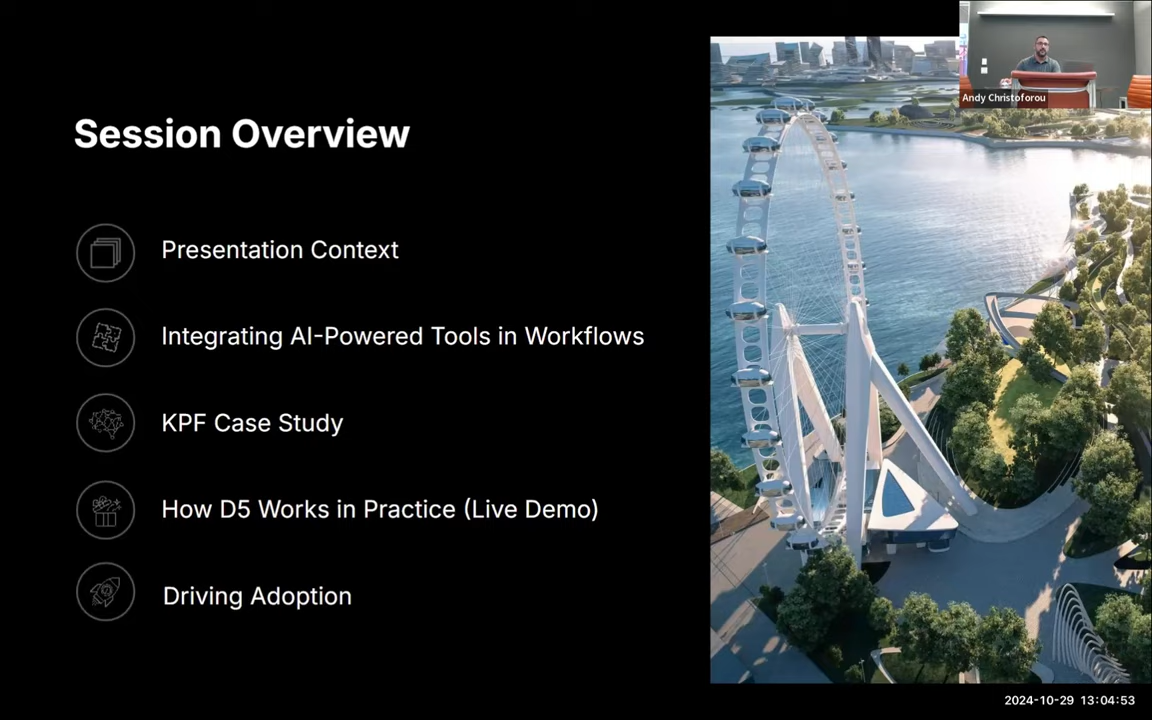 Andy Christoforou
Session Overview
Presentation Context
Integrating AI-Powered Tools in Workflows
KPF Case Study
How D5 Works in Practice (Live Demo)
Driving Adoption
2024-10-29 13:04:53